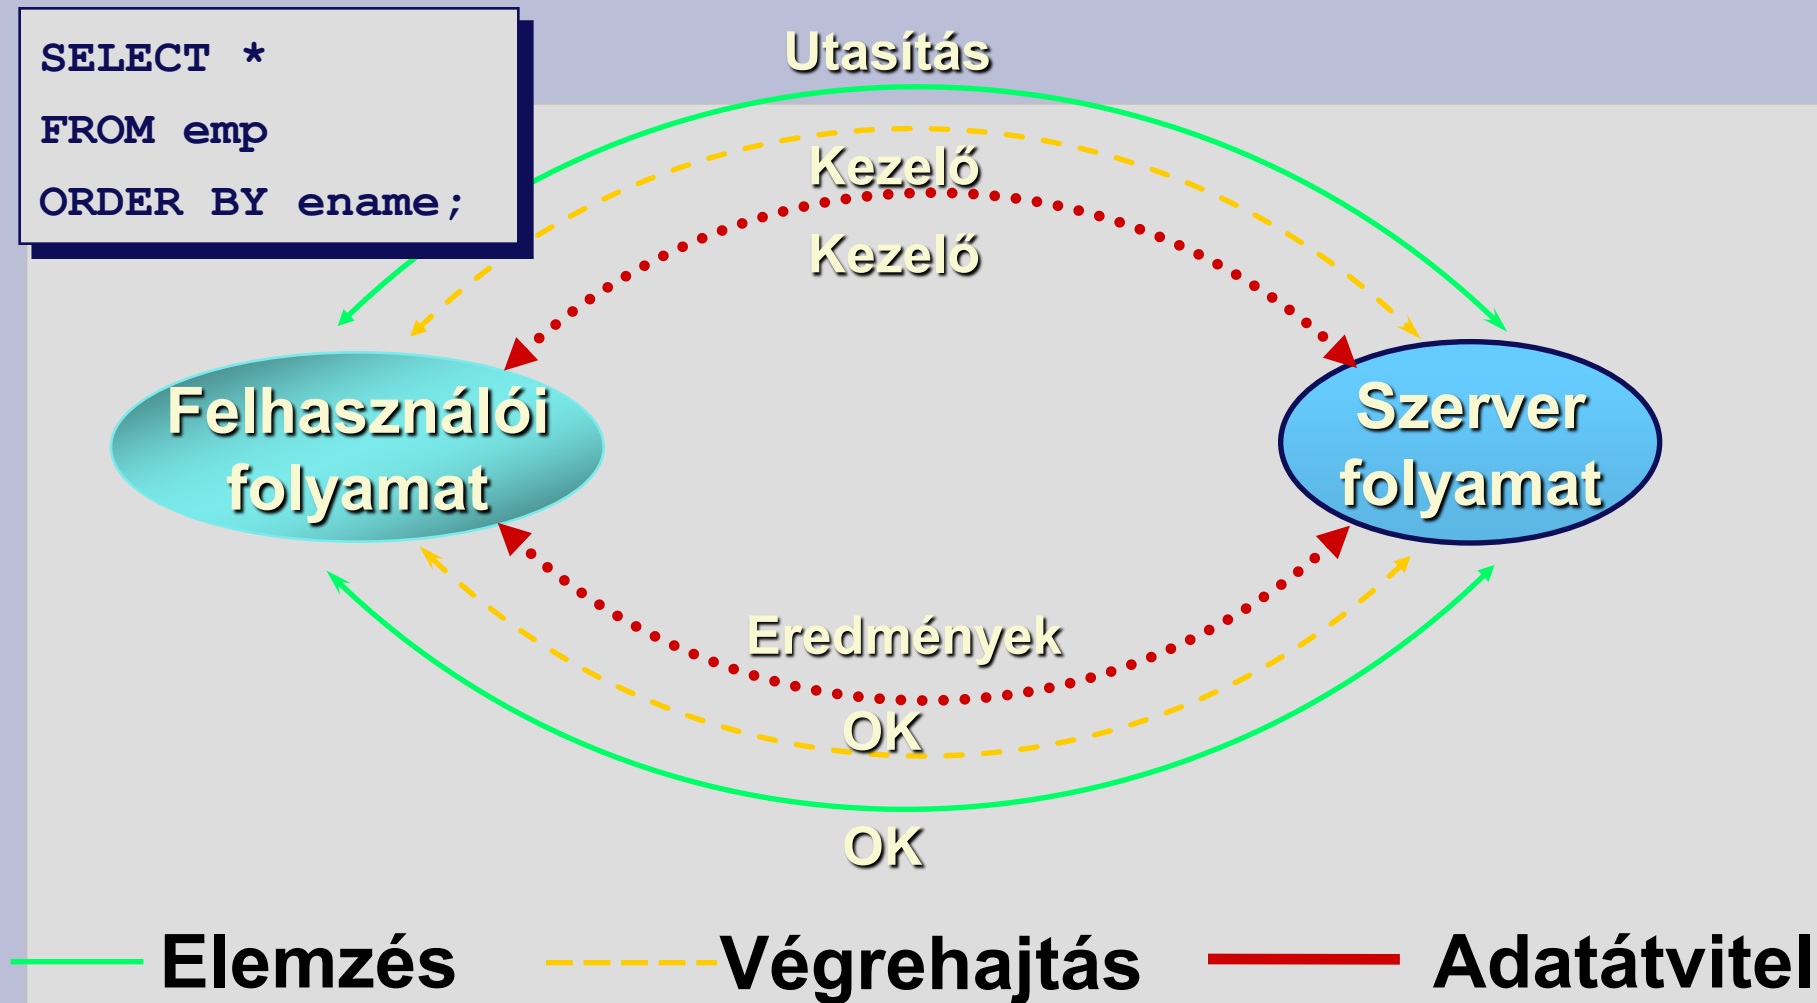 SELECT *
FROM emp
ORDER BY ename;
Utasítás
Kezelő
Kezelő
Felhasználói
folyamat
Szerver
folyamat
Eredmények
OK
OK
Elemzés
Végrehajtás
Adatátvitel